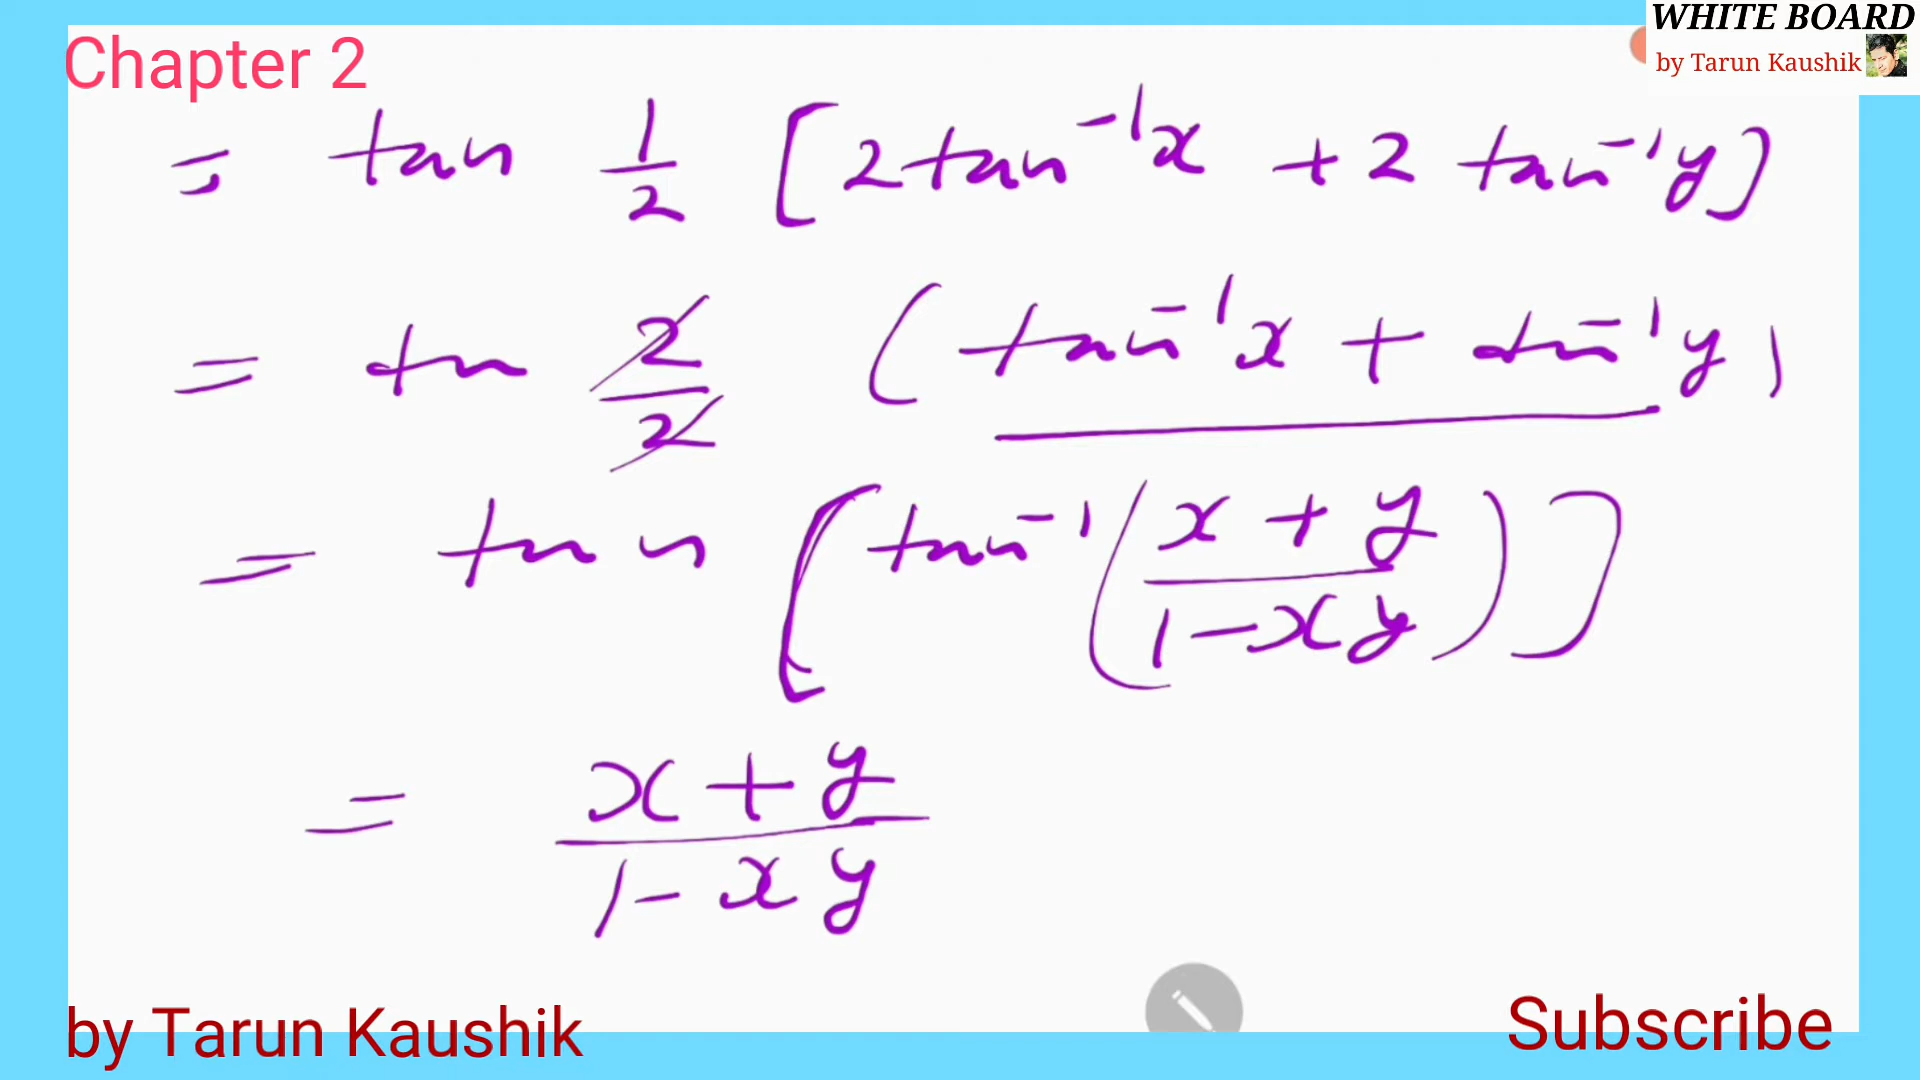 WHITE BOARD
by Tarun Kaushik
Chapter 2
= tan 1/2 [2tan⁻¹x + 2 tan⁻¹y]
= tan 2/2 (tan⁻¹x + tan⁻¹y)
= tan [tan⁻¹(x + y / 1 - xy)]
= x + y / 1 - xy
by Tarun Kaushik
Subscribe